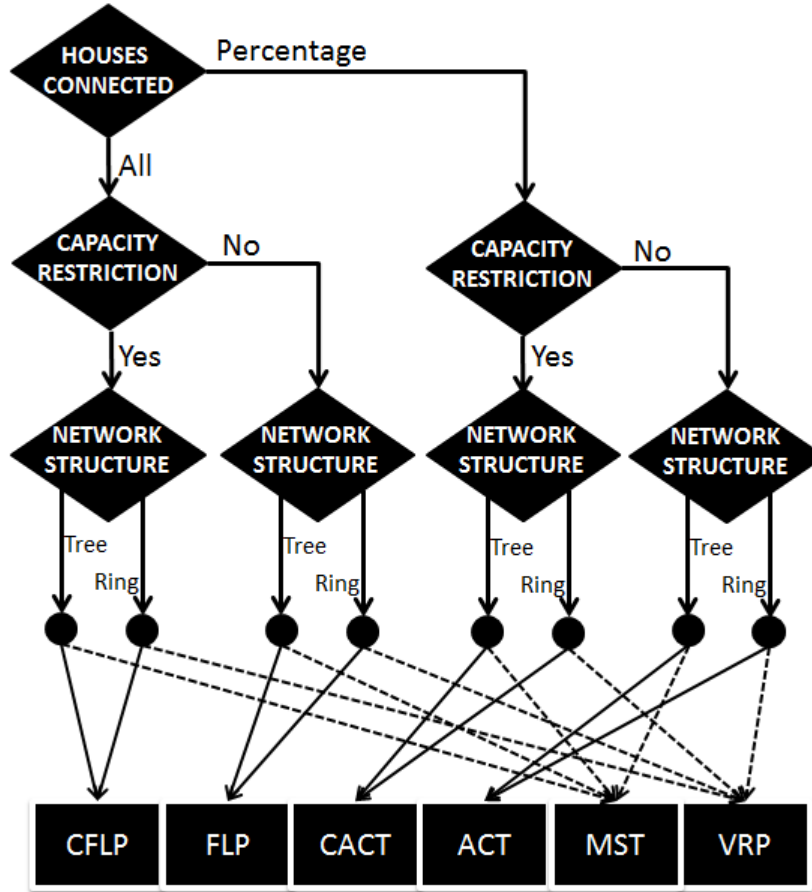 HOUSES
CONNECTED
Percentage
All
CAPACITY
RESTRICTION
No
CAPACITY
RESTRICTION
No
Yes
Yes
NETWORK
STRUCTURE
NETWORK
STRUCTURE
NETWORK
STRUCTURE
NETWORK
STRUCTURE
Tree
Ring
Tree
Ring
Tree
Ring
Tree
Ring
CFLP
FLP
CACT
ACT
MST
VRP